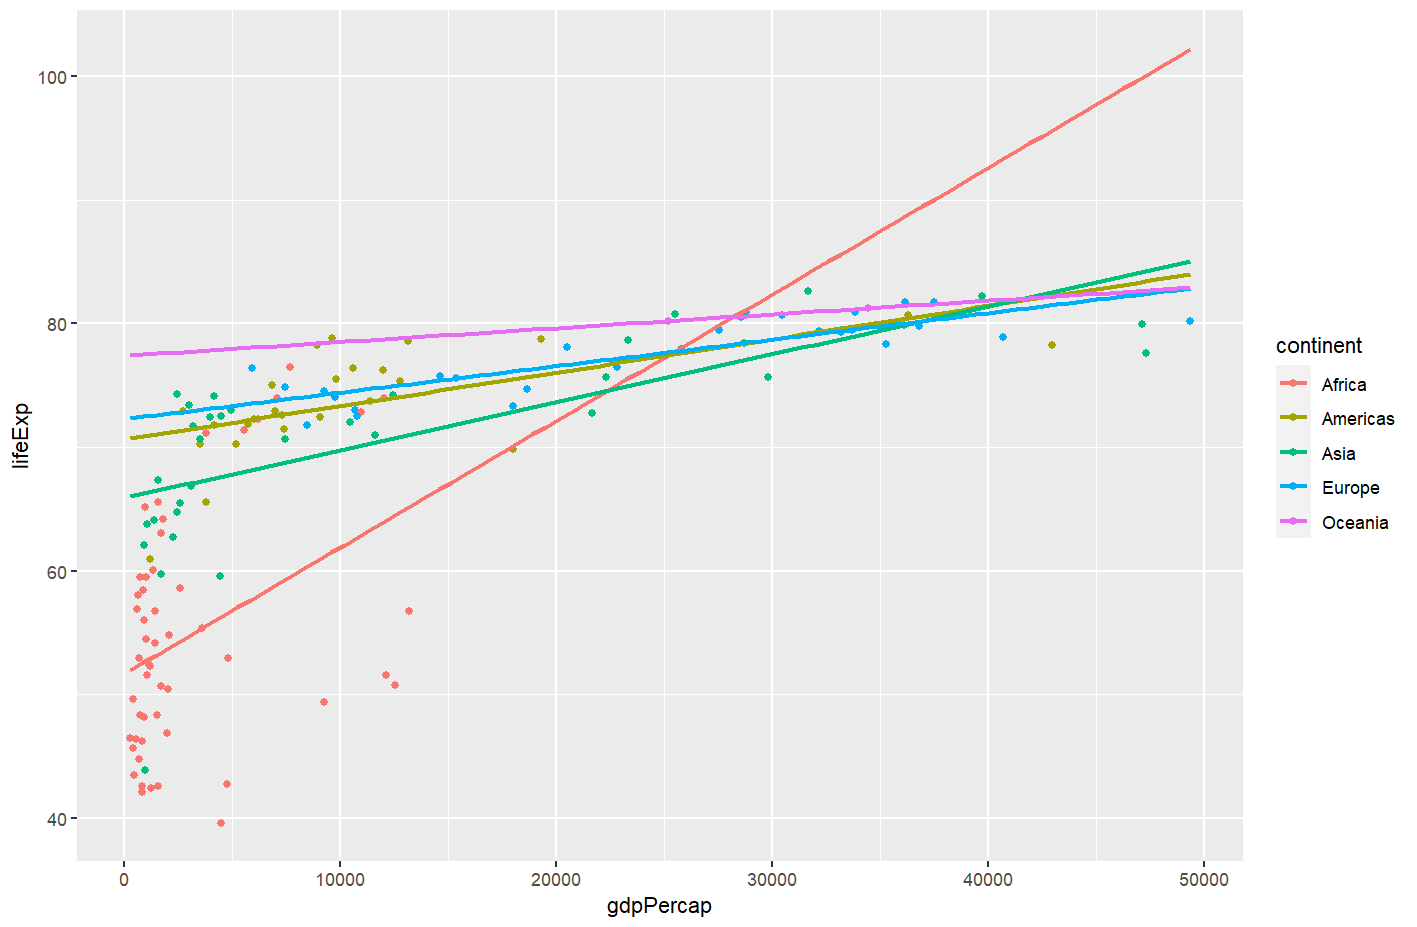 100
80
60
40
lifeExp
0
10000
20000
30000
40000
50000
gdpPercap
continent
Africa
Americas
Asia
Europe
Oceania